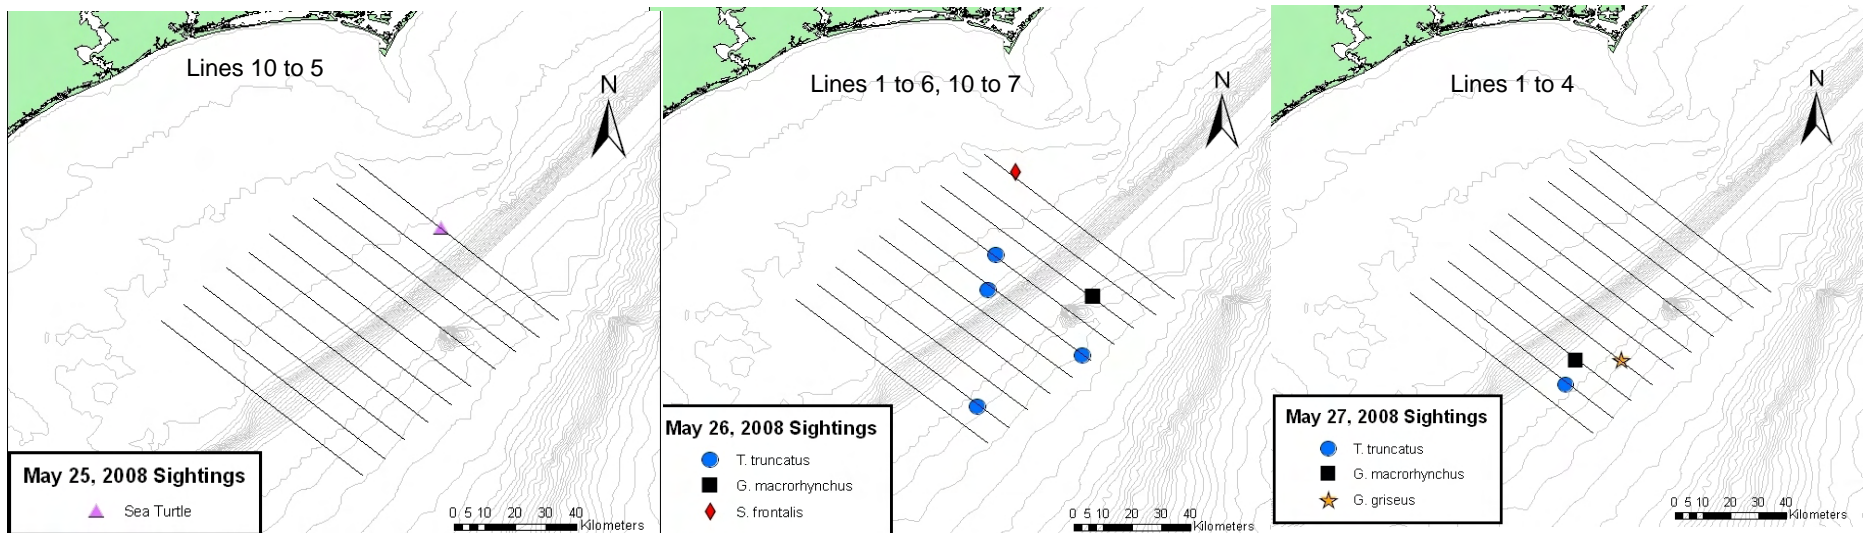 Lines 10 to 5
N
May 25, 2008 Sightings
Sea Turtle
0 5 10 20 30 40
Kilometers
Lines 1 to 6, 10 to 7
N
May 26, 2008 Sightings
T. truncatus
G. macrorhynchus
S. frontalis
0 5 10 20 30 40
Kilometers
Lines 1 to 4
N
May 27, 2008 Sightings
T. truncatus
G. macrorhynchus
G. griseus
0 5 10 20 30 40
Kilometers